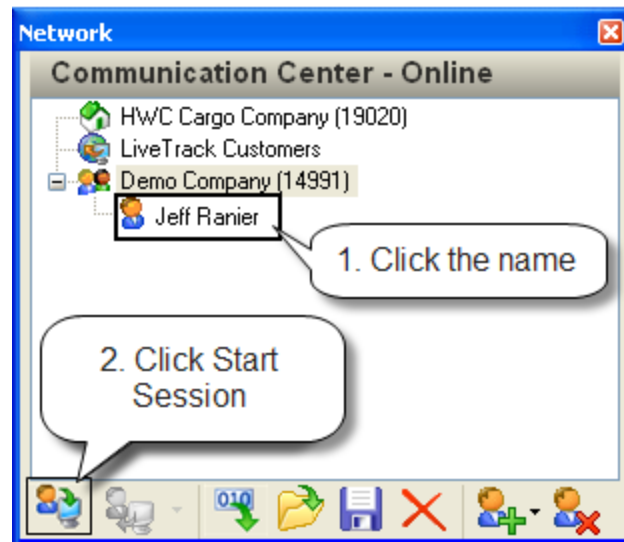 Network
Communication Center - Online
HWC Cargo Company (19020)
LiveTrack Customers
Demo Company (14991)
Jeff Ranier
1. Click the name
2. Click Start
Session
010